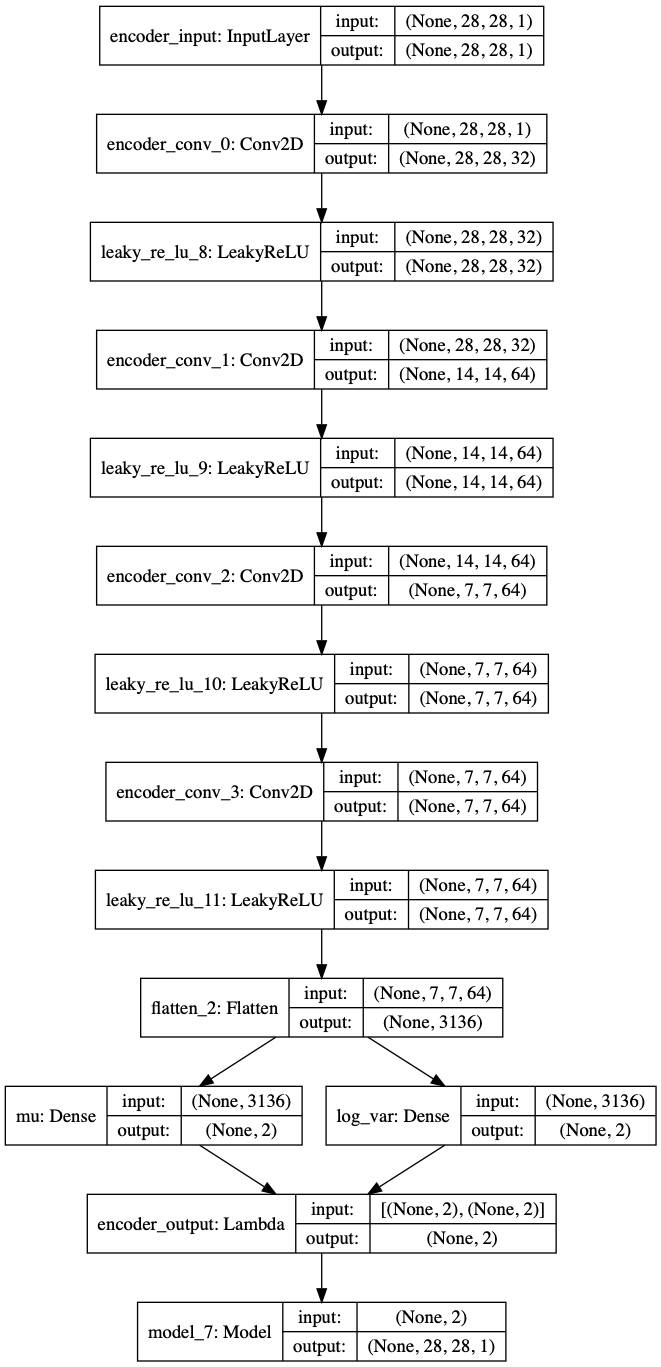 encoder_input: InputLayer
input: (None, 28, 28, 1)
output: (None, 28, 28, 1)
encoder_conv_0: Conv2D
input: (None, 28, 28, 1)
output: (None, 28, 28, 32)
leaky_re_lu_8: LeakyReLU
input: (None, 28, 28, 32)
output: (None, 28, 28, 32)
encoder_conv_1: Conv2D
input: (None, 28, 28, 32)
output: (None, 14, 14, 64)
leaky_re_lu_9: LeakyReLU
input: (None, 14, 14, 64)
output: (None, 14, 14, 64)
encoder_conv_2: Conv2D
input: (None, 14, 14, 64)
output: (None, 7, 7, 64)
leaky_re_lu_10: LeakyReLU
input: (None, 7, 7, 64)
output: (None, 7, 7, 64)
encoder_conv_3: Conv2D
input: (None, 7, 7, 64)
output: (None, 7, 7, 64)
leaky_re_lu_11: LeakyReLU
input: (None, 7, 7, 64)
output: (None, 7, 7, 64)
flatten_2: Flatten
input: (None, 7, 7, 64)
output: (None, 3136)
mu: Dense
input: (None, 3136)
output: (None, 2)
log_var: Dense
input: (None, 3136)
output: (None, 2)
encoder_output: Lambda
input: [(None, 2), (None, 2)]
output: (None, 2)
model_7: Model
input: (None, 2)
output: (None, 28, 28, 1)